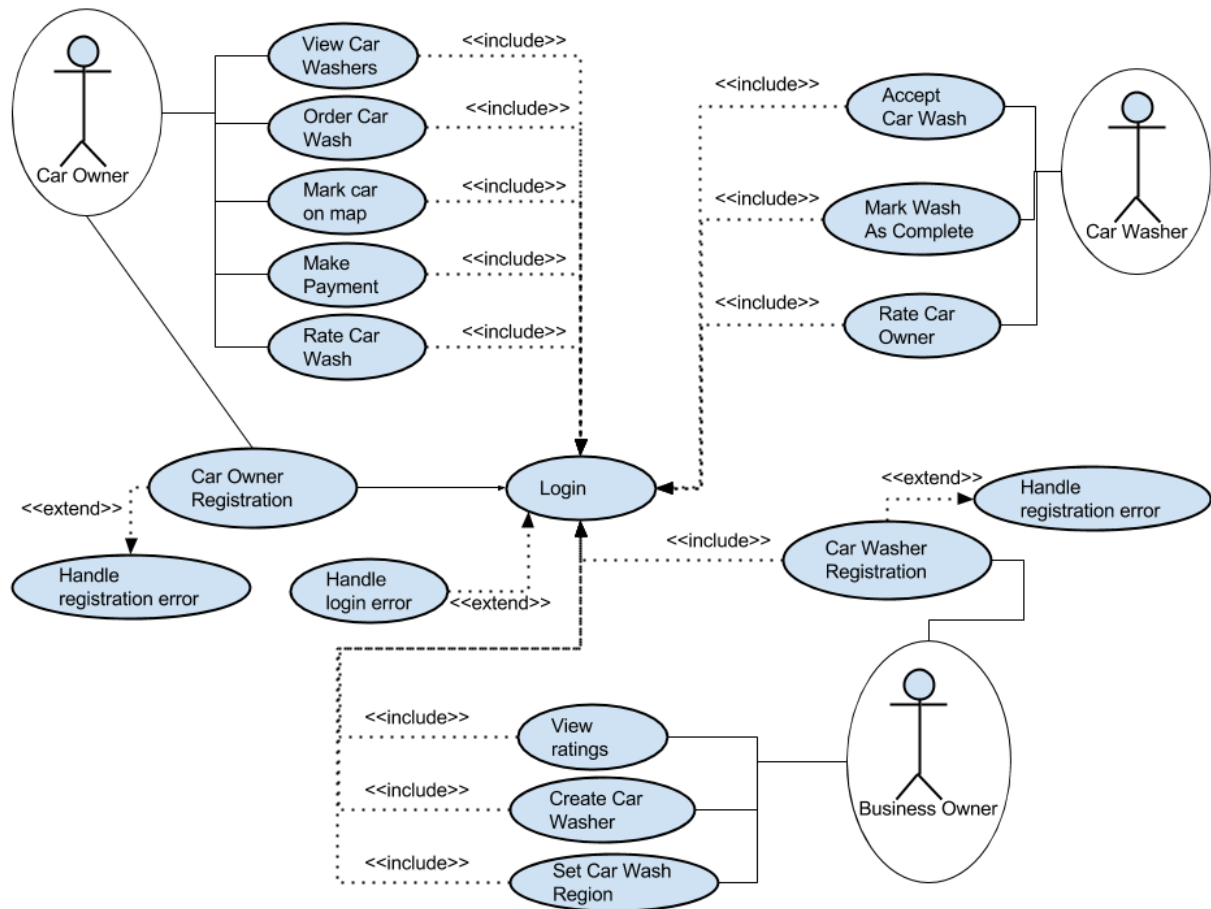 View Car
Washers
<<include>>
Order Car
Wash
<<include>>
Mark car
on map
<<include>>
Make
Payment
<<include>>
Rate Car
Wash
<<include>>
Car Owner
<<include>>
Accept
Car Wash
<<include>>
Mark Wash
As Complete
<<include>>
Rate Car
Owner
Car Washer
Car Owner
Registration
Login
<<extend>>
Handle
registration error
Handle
login error
<<extend>>
<<extend>>
Handle
registration error
<<include>>
Car Washer
Registration
<<include>>
View
ratings
<<include>>
Create Car
Washer
<<include>>
Set Car Wash
Region
Business Owner